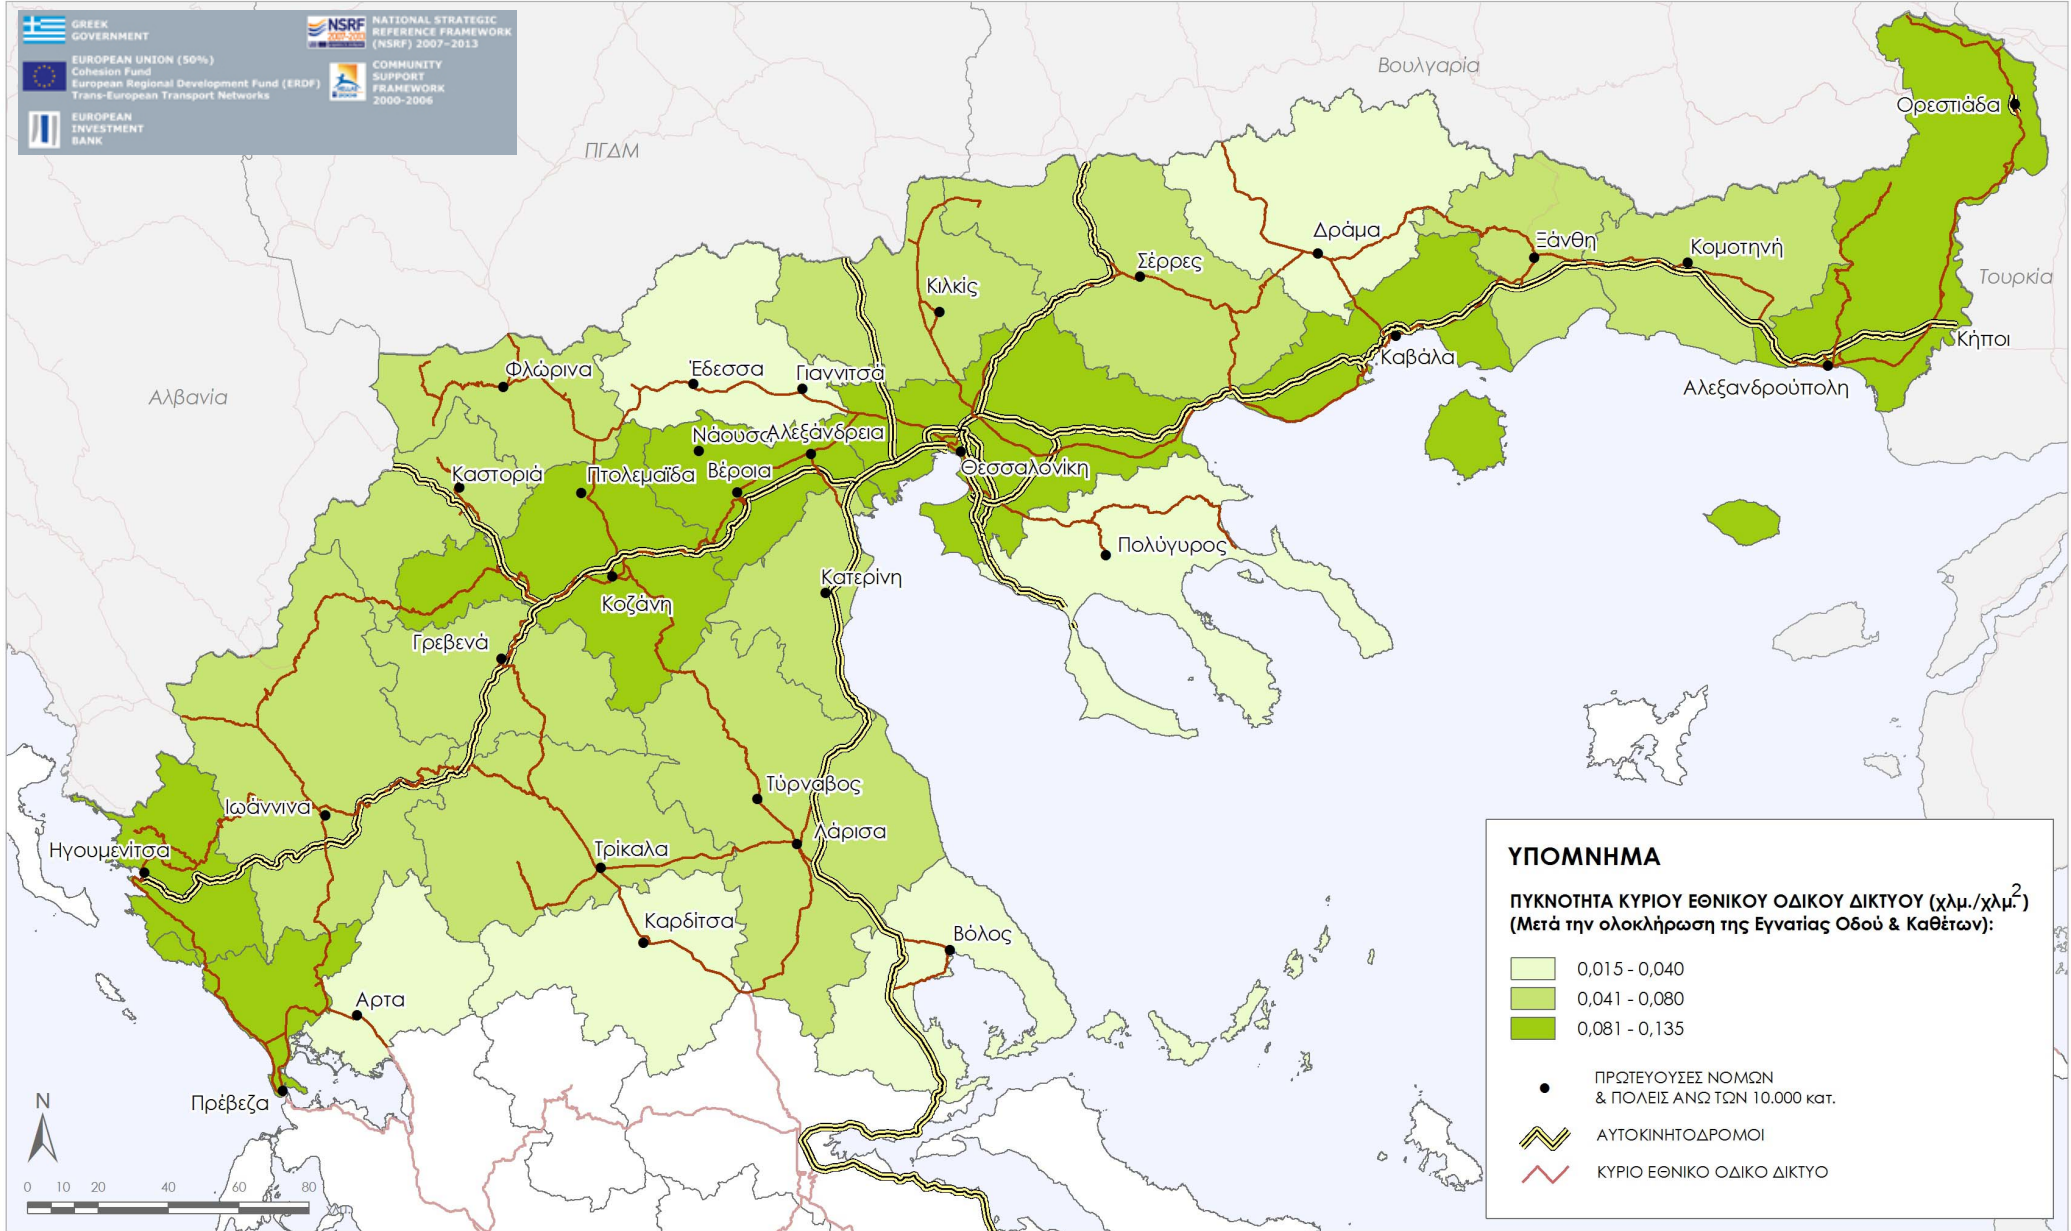 GREEK
GOVERNMENT
NSRF
2007-2013
NATIONAL STRATEGIC
REFERENCE FRAMEWORK
(NSRF) 2007–2013
EUROPEAN UNION (50%)
Cohesion Fund
European Regional Development Fund (ERDF)
Trans-European Transport Networks
COMMUNITY
SUPPORT
FRAMEWORK
2000–2006
EUROPEAN
INVESTMENT
BANK
Βουλγαρία
ΠΓΔΜ
Ορεστιάδα
Δράμα
Ξάνθη
Κομοτηνή
Σέρρες
Τουρκία
Κιλκίς
Κήποι
Καβάλα
Φλώρινα
Έδεσσα
Γιαννιτσά
Αλεξανδρούπολη
Αλβανία
Νάουσα
Αλεξάνδρεια
Καστοριά
Πτολεμαΐδα
Βέροια
Θεσσαλονίκη
Πολύγυρος
Κατερίνη
Κοζάνη
Γρεβενά
Τύρναβος
Ιωάννινα
Λάρισα
Ηγουμενίτσα
Τρίκαλα
Καρδίτσα
Βόλος
Άρτα
Πρέβεζα
N
0 10 20 40 60 80
ΥΠΟΜΝΗΜΑ
ΠΥΚΝΟΤΗΤΑ ΚΥΡΙΟΥ ΕΘΝΙΚΟΥ ΟΔΙΚΟΥ ΔΙΚΤΥΟΥ (χλμ./χλμ.²)
(Μετά την ολοκλήρωση της Εγνατίας Οδού & Καθέτων):
0,015 - 0,040
0,041 - 0,080
0,081 - 0,135
ΠΡΩΤΕΥΟΥΣΕΣ ΝΟΜΩΝ
& ΠΟΛΕΙΣ ΑΝΩ ΤΩΝ 10.000 κατ.
ΑΥΤΟΚΙΝΗΤΟΔΡΟΜΟΙ
ΚΥΡΙΟ ΕΘΝΙΚΟ ΟΔΙΚΟ ΔΙΚΤΥΟ